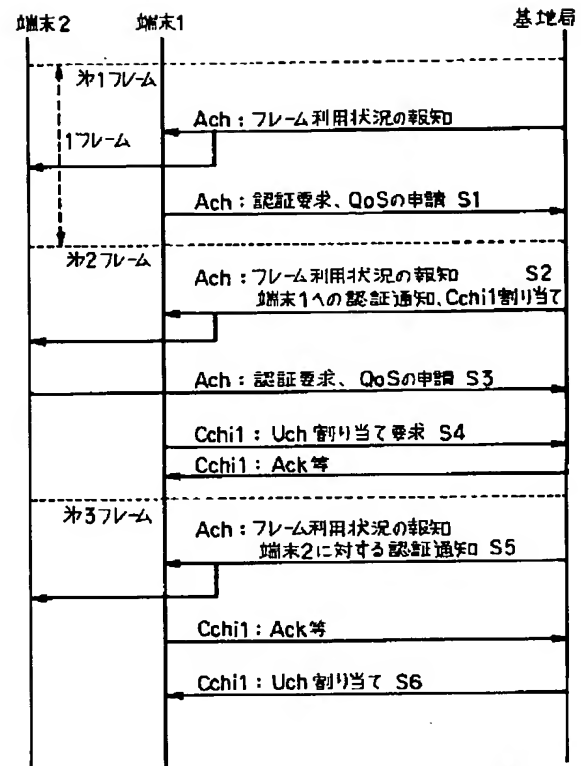 端末2 端末1 基地局
第1フレーム
Ach：フレーム利用状況の報知
1フレーム
Ach：認証要求、QoSの申請 S1
第2フレーム
Ach：フレーム利用状況の報知 S2
端末1への認証通知、Cchi1割り当て
Ach：認証要求、QoSの申請 S3
Cchi1：Uch割り当て要求 S4
Cchi1：Ack等
第3フレーム
Ach：フレーム利用状況の報知
端末2に対する認証通知 S5
Cchi1：Ack等
Cchi1：Uch割り当て S6